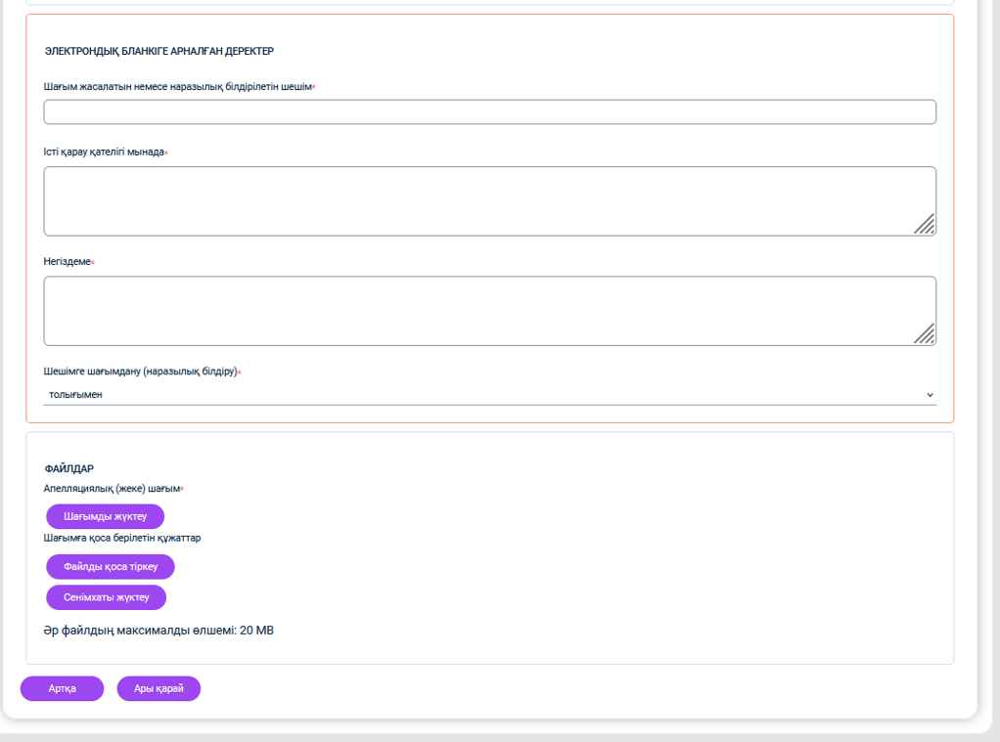 ЭЛЕКТРОНДЫҚ БЛАНКІГЕ АРНАЛҒАН ДЕРЕКТЕР
Шағым жасалатын немесе наразылық білдірілетін шешім*
Істі қарау қателігі мынада*
Негіздеме*
Шешімге шағымдану (наразылық білдіру)*
толығымен
ФАЙЛДАР
Апелляциялық (жеке) шағым*
Шағымды жүктеу
Шағымға қоса берілетін құжаттар
Файлды қоса тіркеу
Сенімхаты жүктеу
Әр файлдың максималды өлшемі: 20 MB
Артқа Ары қарай